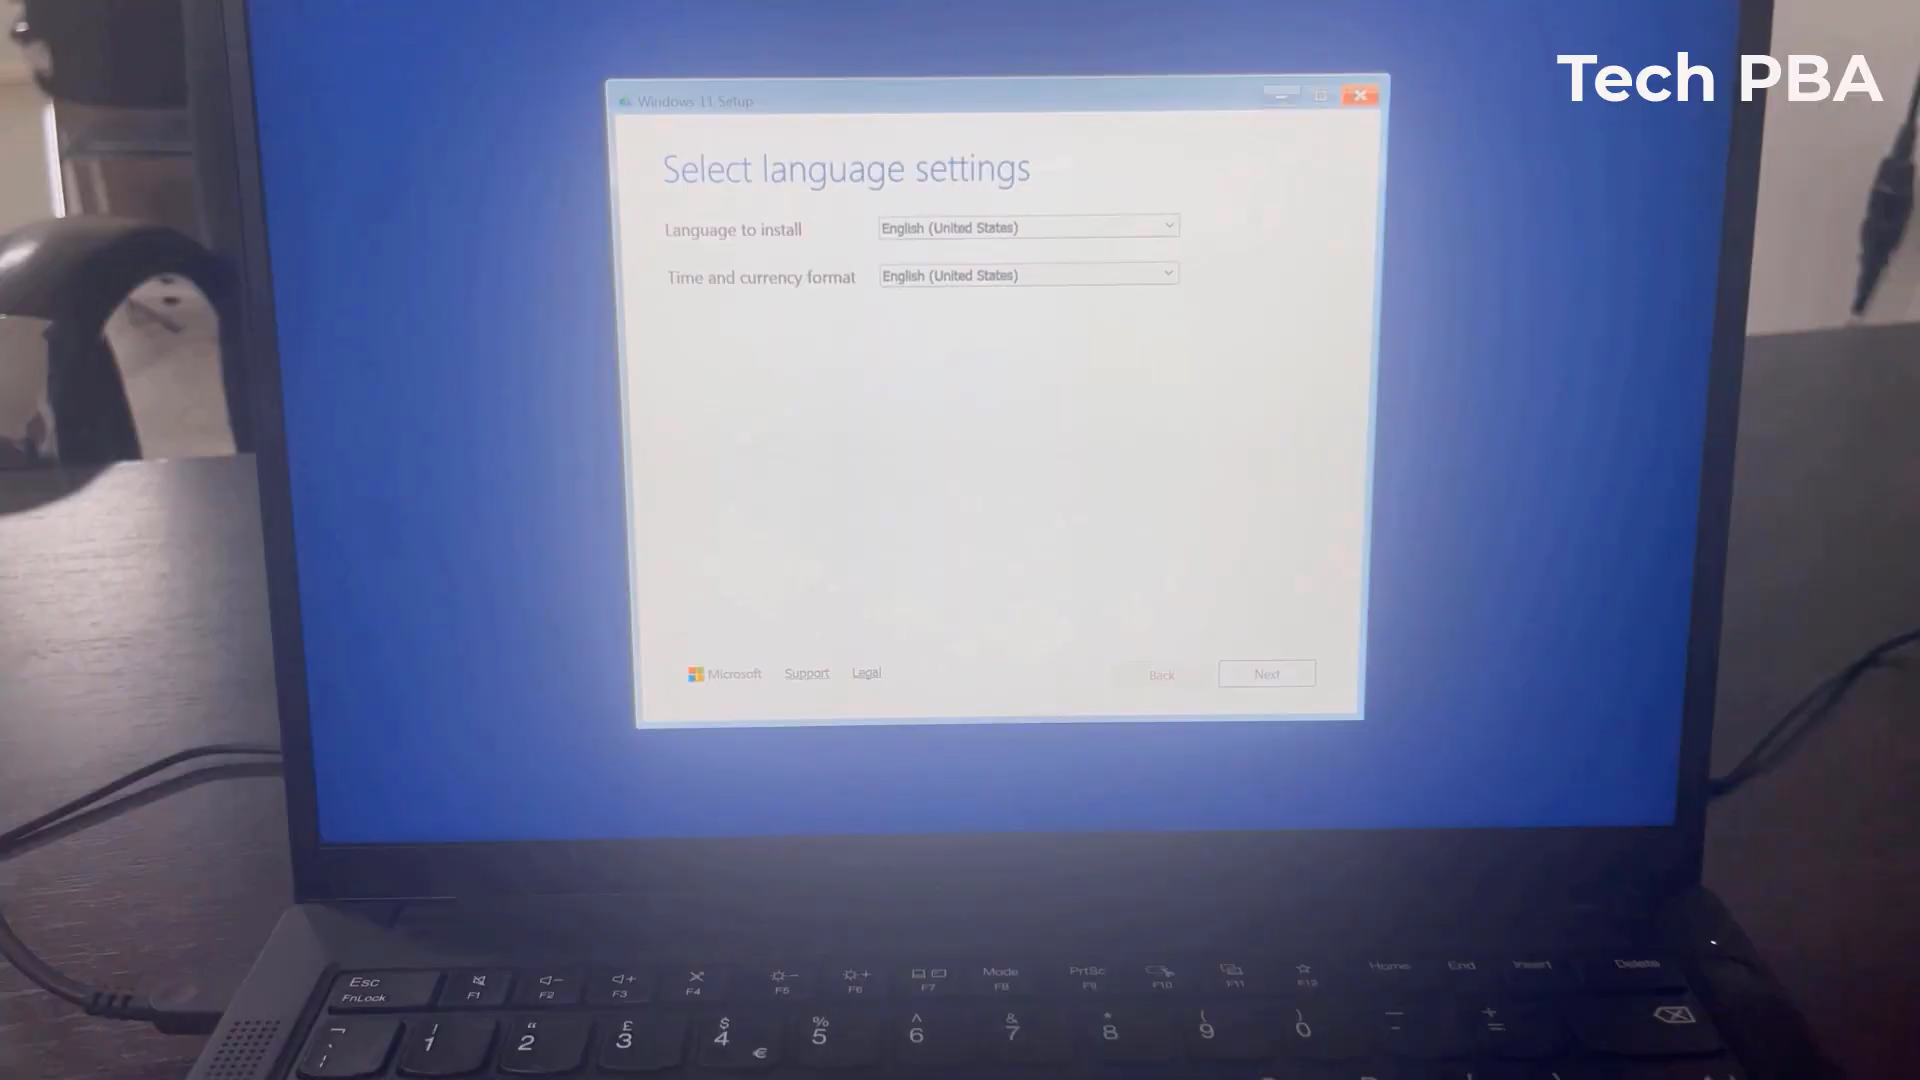 Tech PBA
Windows 11 Setup
Select language settings
Language to install English (United States)
Time and currency format English (United States)
Microsoft Support Legal Back Next
Esc
FnLock F1 F2 F3 F4 F5 F6 F7 Mode F8 PrtSc F9 F10 F11 F12 Home End Insert Delete
! “ £ $ % ^ & * ( ) _ +
1 2 3 4 € 5 6 7 8 9 0 - =